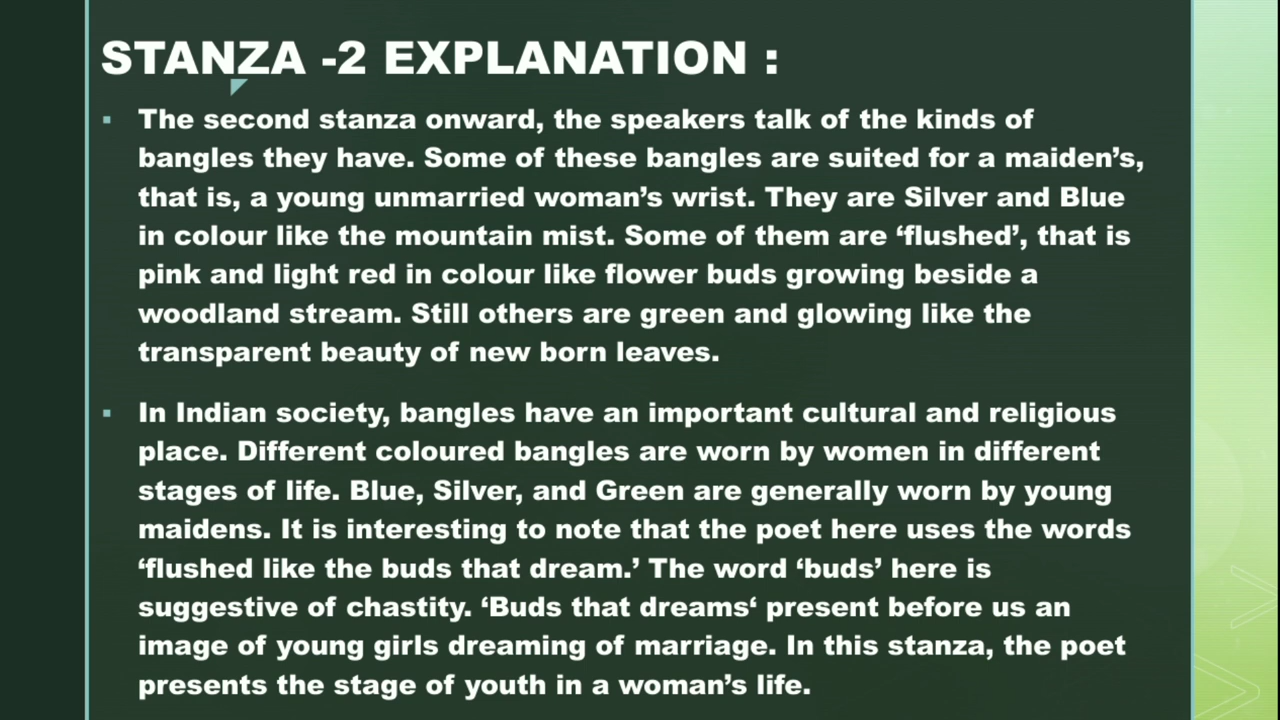 STANZA -2 EXPLANATION :
▪ The second stanza onward, the speakers talk of the kinds of
bangles they have. Some of these bangles are suited for a maiden’s,
that is, a young unmarried woman’s wrist. They are Silver and Blue
in colour like the mountain mist. Some of them are ‘flushed’, that is
pink and light red in colour like flower buds growing beside a
woodland stream. Still others are green and glowing like the
transparent beauty of new born leaves.
▪ In Indian society, bangles have an important cultural and religious
place. Different coloured bangles are worn by women in different
stages of life. Blue, Silver, and Green are generally worn by young
maidens. It is interesting to note that the poet here uses the words
‘flushed like the buds that dream.’ The word ‘buds’ here is
suggestive of chastity. ‘Buds that dreams‘ present before us an
image of young girls dreaming of marriage. In this stanza, the poet
presents the stage of youth in a woman’s life.